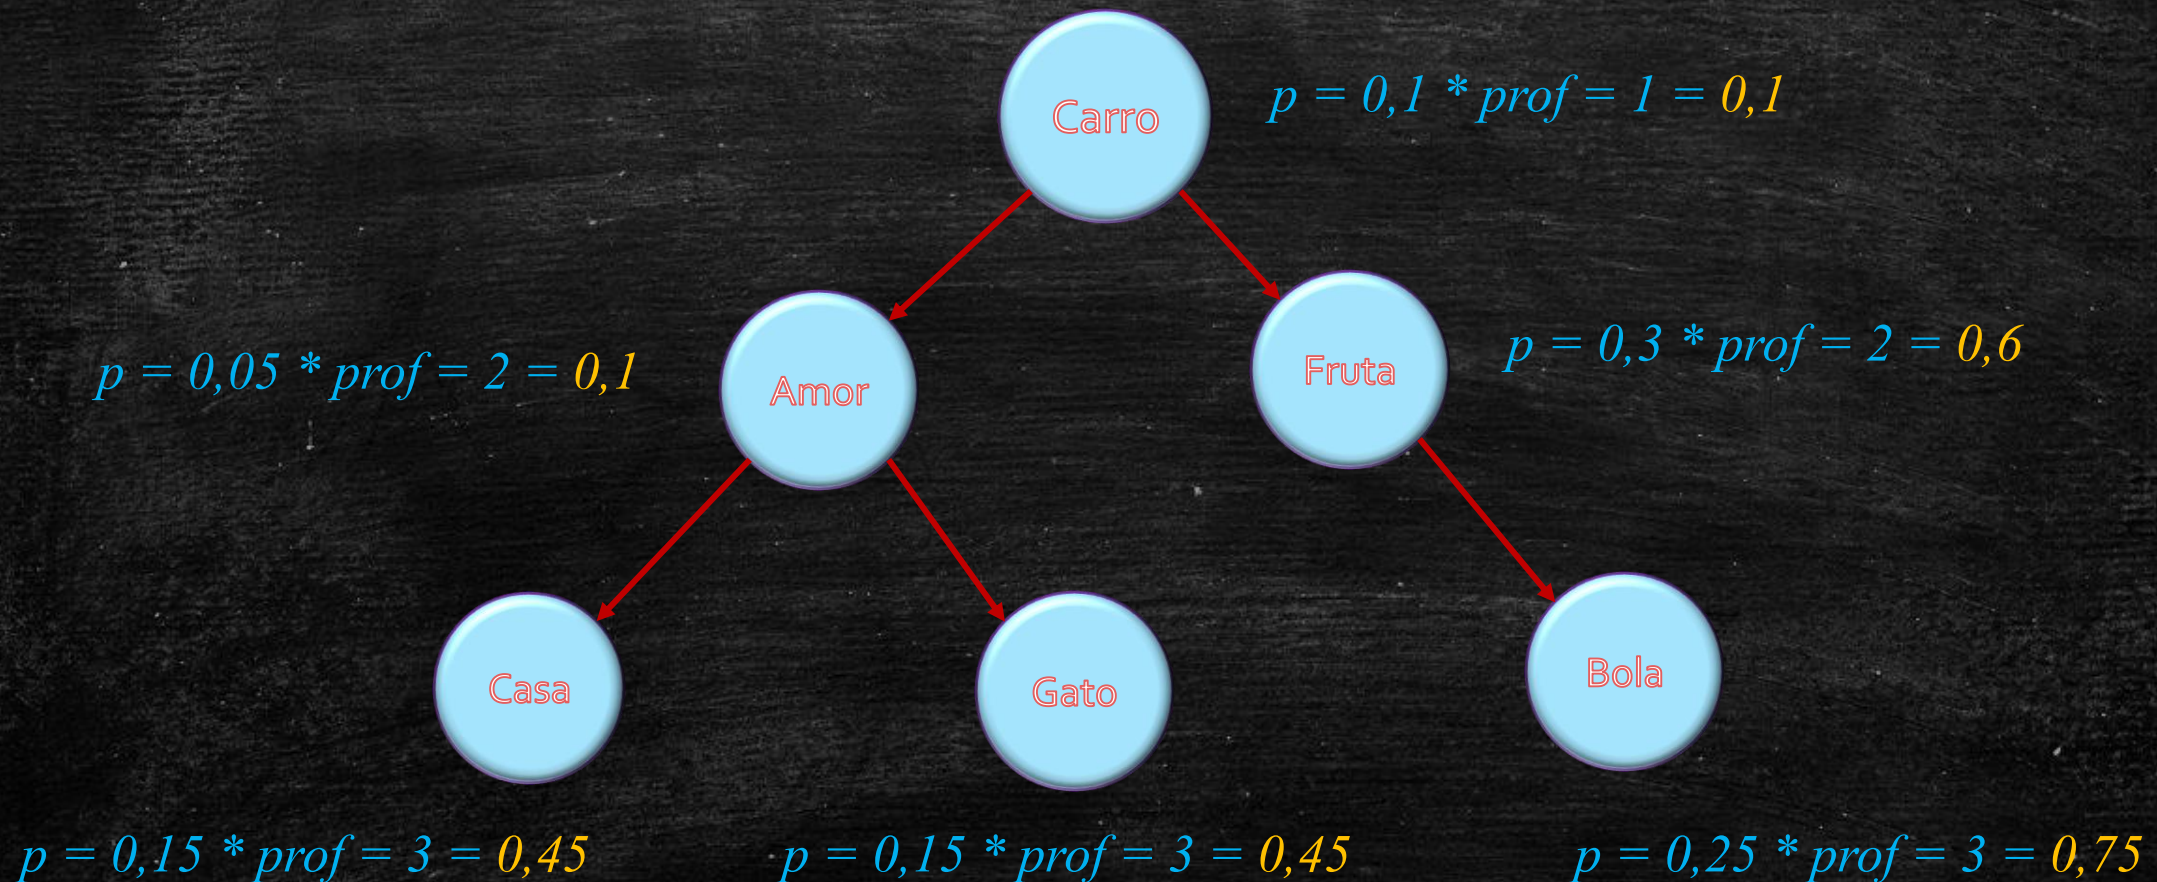 Carro
p = 0,1 * prof = 1 = 0,1
p = 0,05 * prof = 2 = 0,1
Amor
Fruta
p = 0,3 * prof = 2 = 0,6
Casa
Gato
Bola
p = 0,15 * prof = 3 = 0,45
p = 0,15 * prof = 3 = 0,45
p = 0,25 * prof = 3 = 0,75